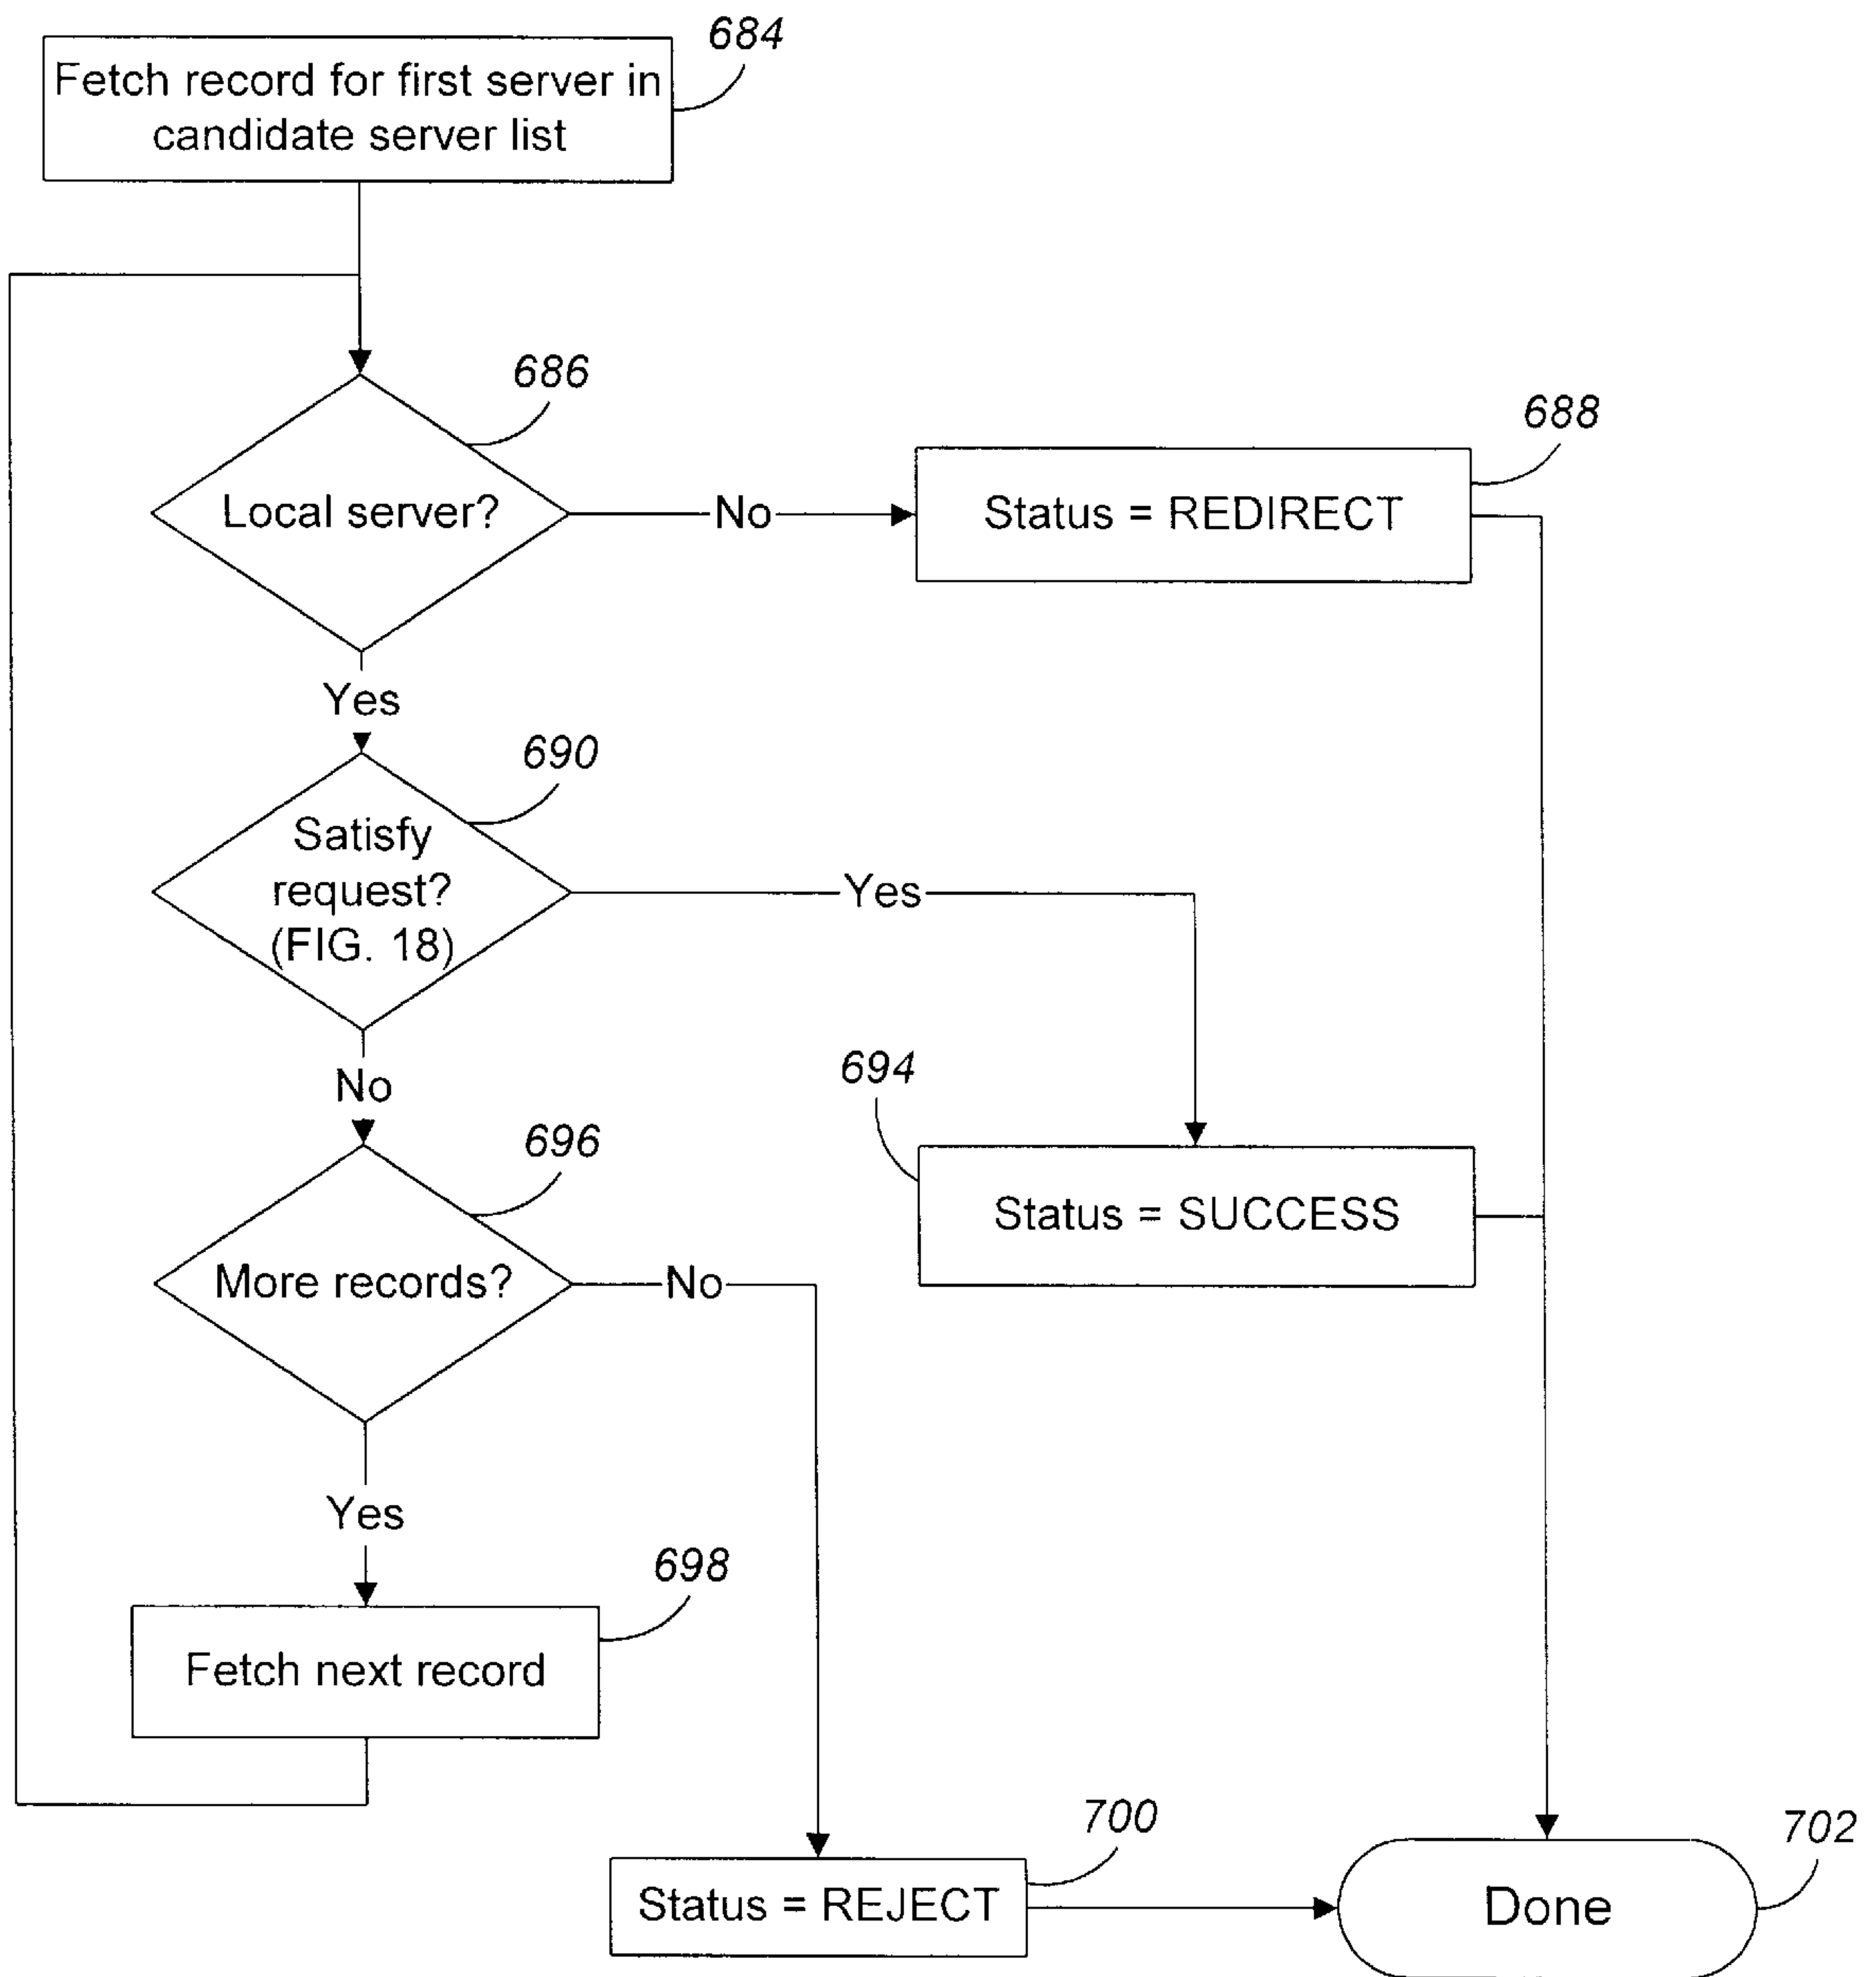 684
Fetch record for first server in
candidate server list
686
Local server?
No
688
Status = REDIRECT
Yes
690
Satisfy
request?
(FIG. 18)
Yes
No
694
Status = SUCCESS
696
More records?
No
Yes
698
Fetch next record
700
Status = REJECT
702
Done